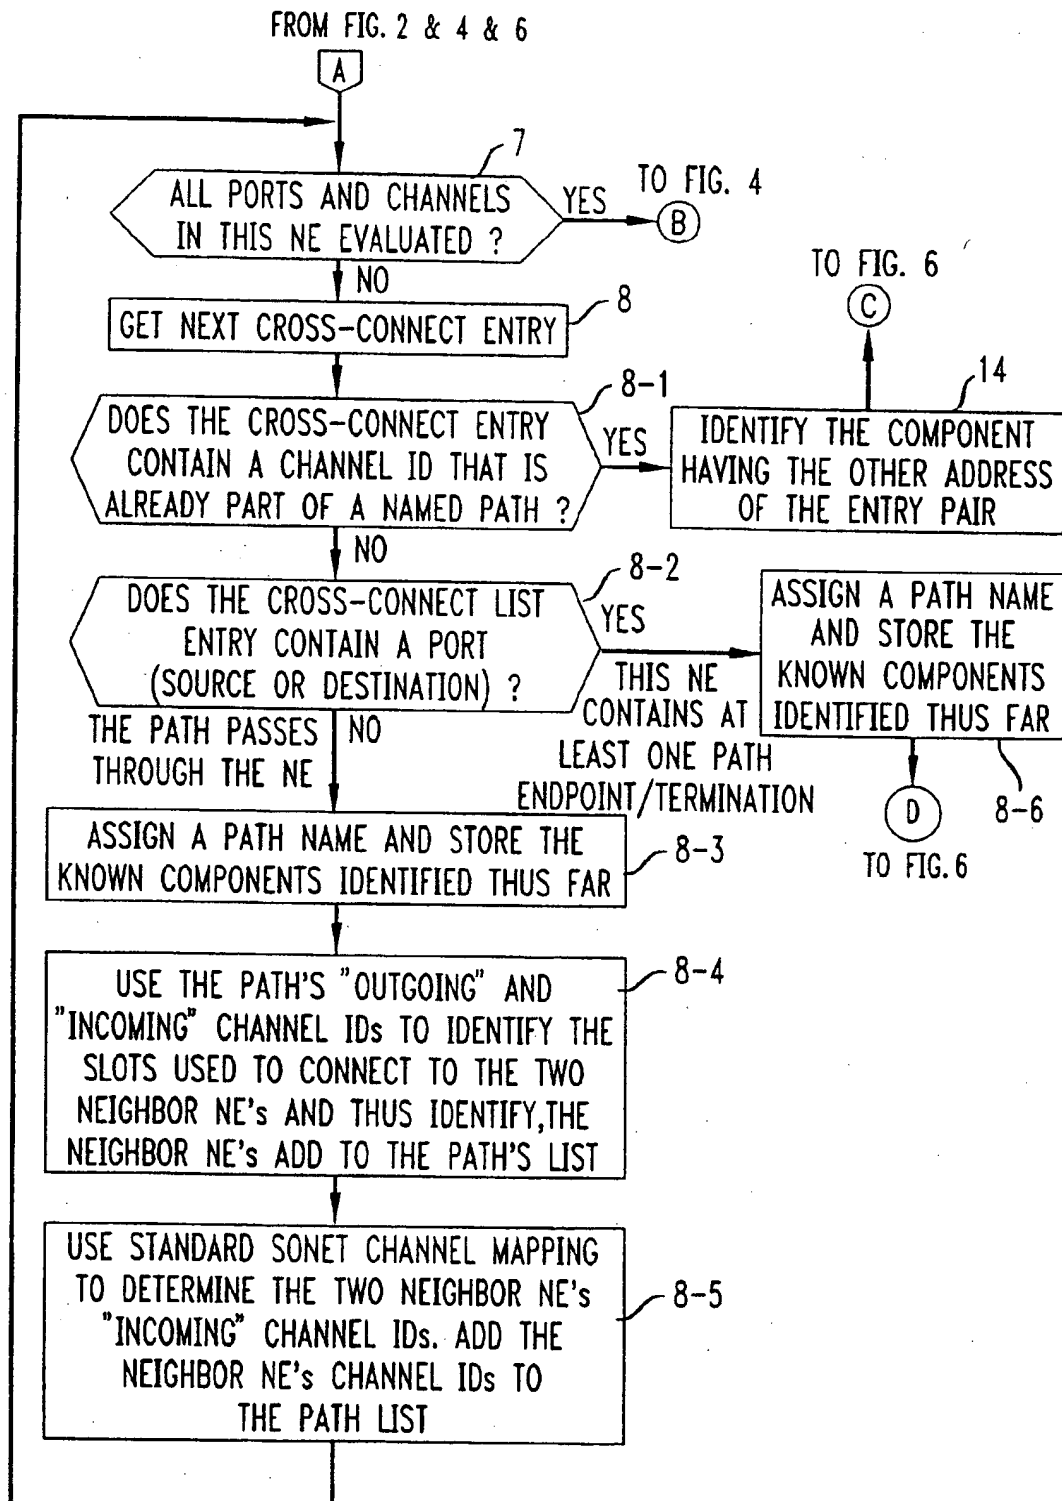 FROM FIG. 2 & 4 & 6
A
7
ALL PORTS AND CHANNELS
IN THIS NE EVALUATED ?
YES
TO FIG. 4
B
NO
TO FIG. 6
C
8
GET NEXT CROSS-CONNECT ENTRY
8-1
DOES THE CROSS-CONNECT ENTRY
CONTAIN A CHANNEL ID THAT IS
ALREADY PART OF A NAMED PATH ?
YES
14
IDENTIFY THE COMPONENT
HAVING THE OTHER ADDRESS
OF THE ENTRY PAIR
NO
8-2
DOES THE CROSS-CONNECT LIST
ENTRY CONTAIN A PORT
(SOURCE OR DESTINATION) ?
YES
THIS NE
CONTAINS AT
LEAST ONE PATH
ENDPOINT/TERMINATION
ASSIGN A PATH NAME
AND STORE THE
KNOWN COMPONENTS
IDENTIFIED THUS FAR
8-6
D
TO FIG.6
THE PATH PASSES
THROUGH THE NE
NO
ASSIGN A PATH NAME AND STORE THE
KNOWN COMPONENTS IDENTIFIED THUS FAR
8-3
USE THE PATH'S "OUTGOING" AND
"INCOMING" CHANNEL IDs TO IDENTIFY THE
SLOTS USED TO CONNECT TO THE TWO
NEIGHBOR NE's AND THUS IDENTIFY,THE
NEIGHBOR NE's ADD TO THE PATH'S LIST
8-4
USE STANDARD SONET CHANNEL MAPPING
TO DETERMINE THE TWO NEIGHBOR NE's
"INCOMING" CHANNEL IDs. ADD THE
NEIGHBOR NE's CHANNEL IDs TO
THE PATH LIST
8-5